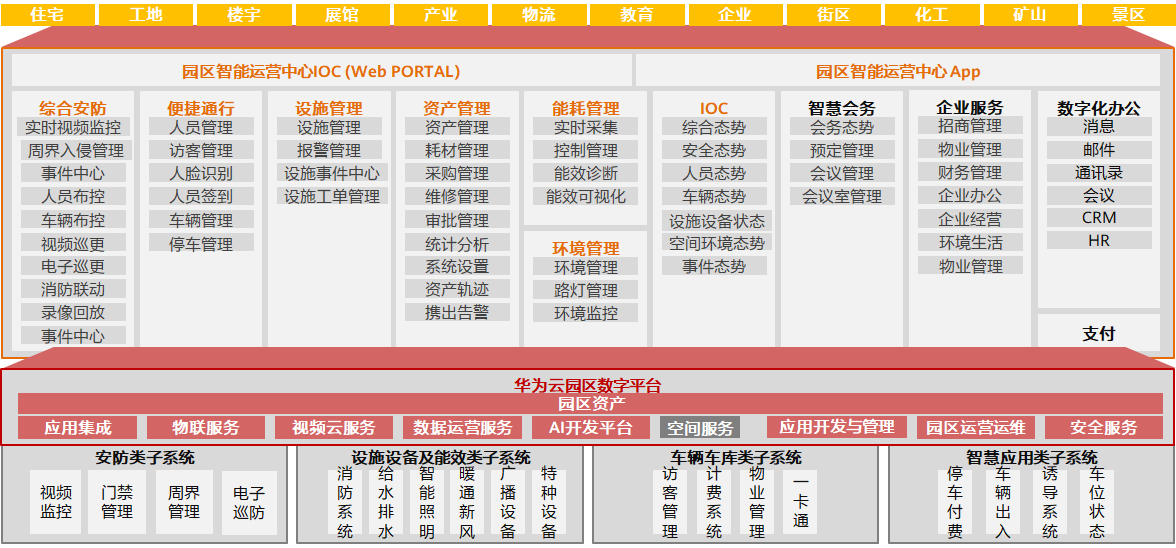 住宅
工地
楼宇
展馆
产业
物流
教育
企业
街区
化工
矿山
景区
园区智能运营中心IOC (Web PORTAL)
园区智能运营中心 App
综合安防
实时视频监控
周界入侵管理
事件中心
人员布控
车辆布控
视频巡更
电子巡更
消防联动
录像回放
事件中心
便捷通行
人员管理
访客管理
人脸识别
人员签到
车辆管理
停车管理
设施管理
设施管理
报警管理
设施事件中心
设施工单管理
资产管理
资产管理
耗材管理
采购管理
维修管理
审批管理
统计分析
系统设置
资产轨迹
携出告警
能耗管理
实时采集
控制管理
能效诊断
能效可视化
环境管理
环境管理
路灯管理
环境监控
IOC
综合态势
安全态势
人员态势
车辆态势
设施设备状态
空间环境态势
事件态势
智慧会务
会务态势
预定管理
会议管理
会议室管理
企业服务
招商管理
物业管理
财务管理
企业办公
企业经营
环境生活
物业管理
数字化办公
消息
邮件
通讯录
会议
CRM
HR
支付
华为云园区数字平台
园区资产
应用集成
物联服务
视频云服务
数据运营服务
AI开发平台
空间服务
应用开发与管理
园区运营运维
安全服务
安防类子系统
视频
监控
门禁
管理
周界
管理
电子
巡防
设施设备及能效类子系统
消防系统
给水排水
智能照明
暖通新风
广播设备
特种设备
车辆车库类子系统
访客管理
计费系统
物业管理
一卡通
智慧应用类子系统
停车付费
车辆出入
诱导系统
车位状态